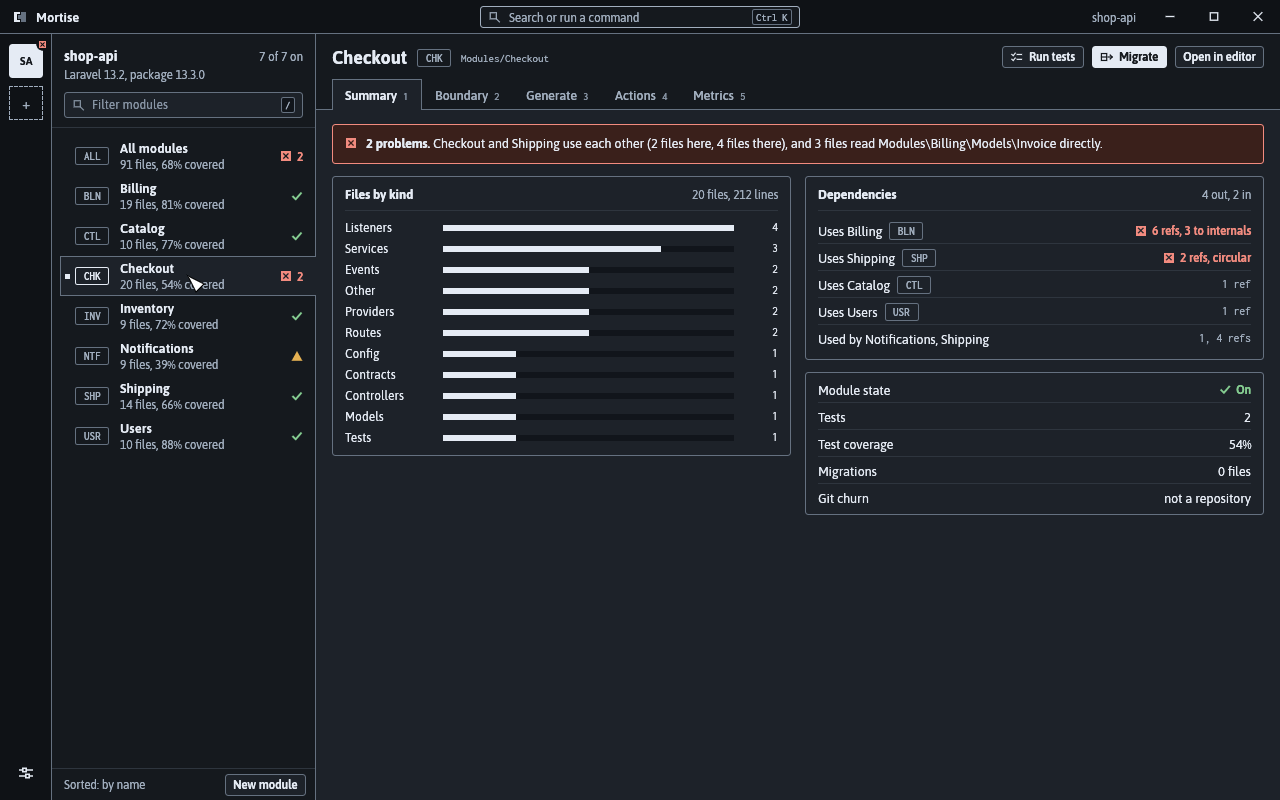 Mortise
Search or run a command
Ctrl K
shop-api
SA
+
shop-api
7 of 7 on
Laravel 13.2, package 13.3.0
Filter modules
/
ALL
All modules
91 files, 68% covered
2
BLN
Billing
19 files, 81% covered
CTL
Catalog
10 files, 77% covered
CHK
Checkout
20 files, 54% covered
2
INV
Inventory
9 files, 72% covered
NTF
Notifications
9 files, 39% covered
SHP
Shipping
14 files, 66% covered
USR
Users
10 files, 88% covered
Sorted: by name
New module
Checkout
CHK
Modules/Checkout
Run tests
Migrate
Open in editor
Summary 1
Boundary 2
Generate 3
Actions 4
Metrics 5
2 problems. Checkout and Shipping use each other (2 files here, 4 files there), and 3 files read Modules\Billing\Models\Invoice directly.
Files by kind
20 files, 212 lines
Listeners 4
Services 3
Events 2
Other 2
Providers 2
Routes 2
Config 1
Contracts 1
Controllers 1
Models 1
Tests 1
Dependencies
4 out, 2 in
Uses Billing BLN 6 refs, 3 to internals
Uses Shipping SHP 2 refs, circular
Uses Catalog CTL 1 ref
Uses Users USR 1 ref
Used by Notifications, Shipping 1, 4 refs
Module state On
Tests 2
Test coverage 54%
Migrations 0 files
Git churn not a repository